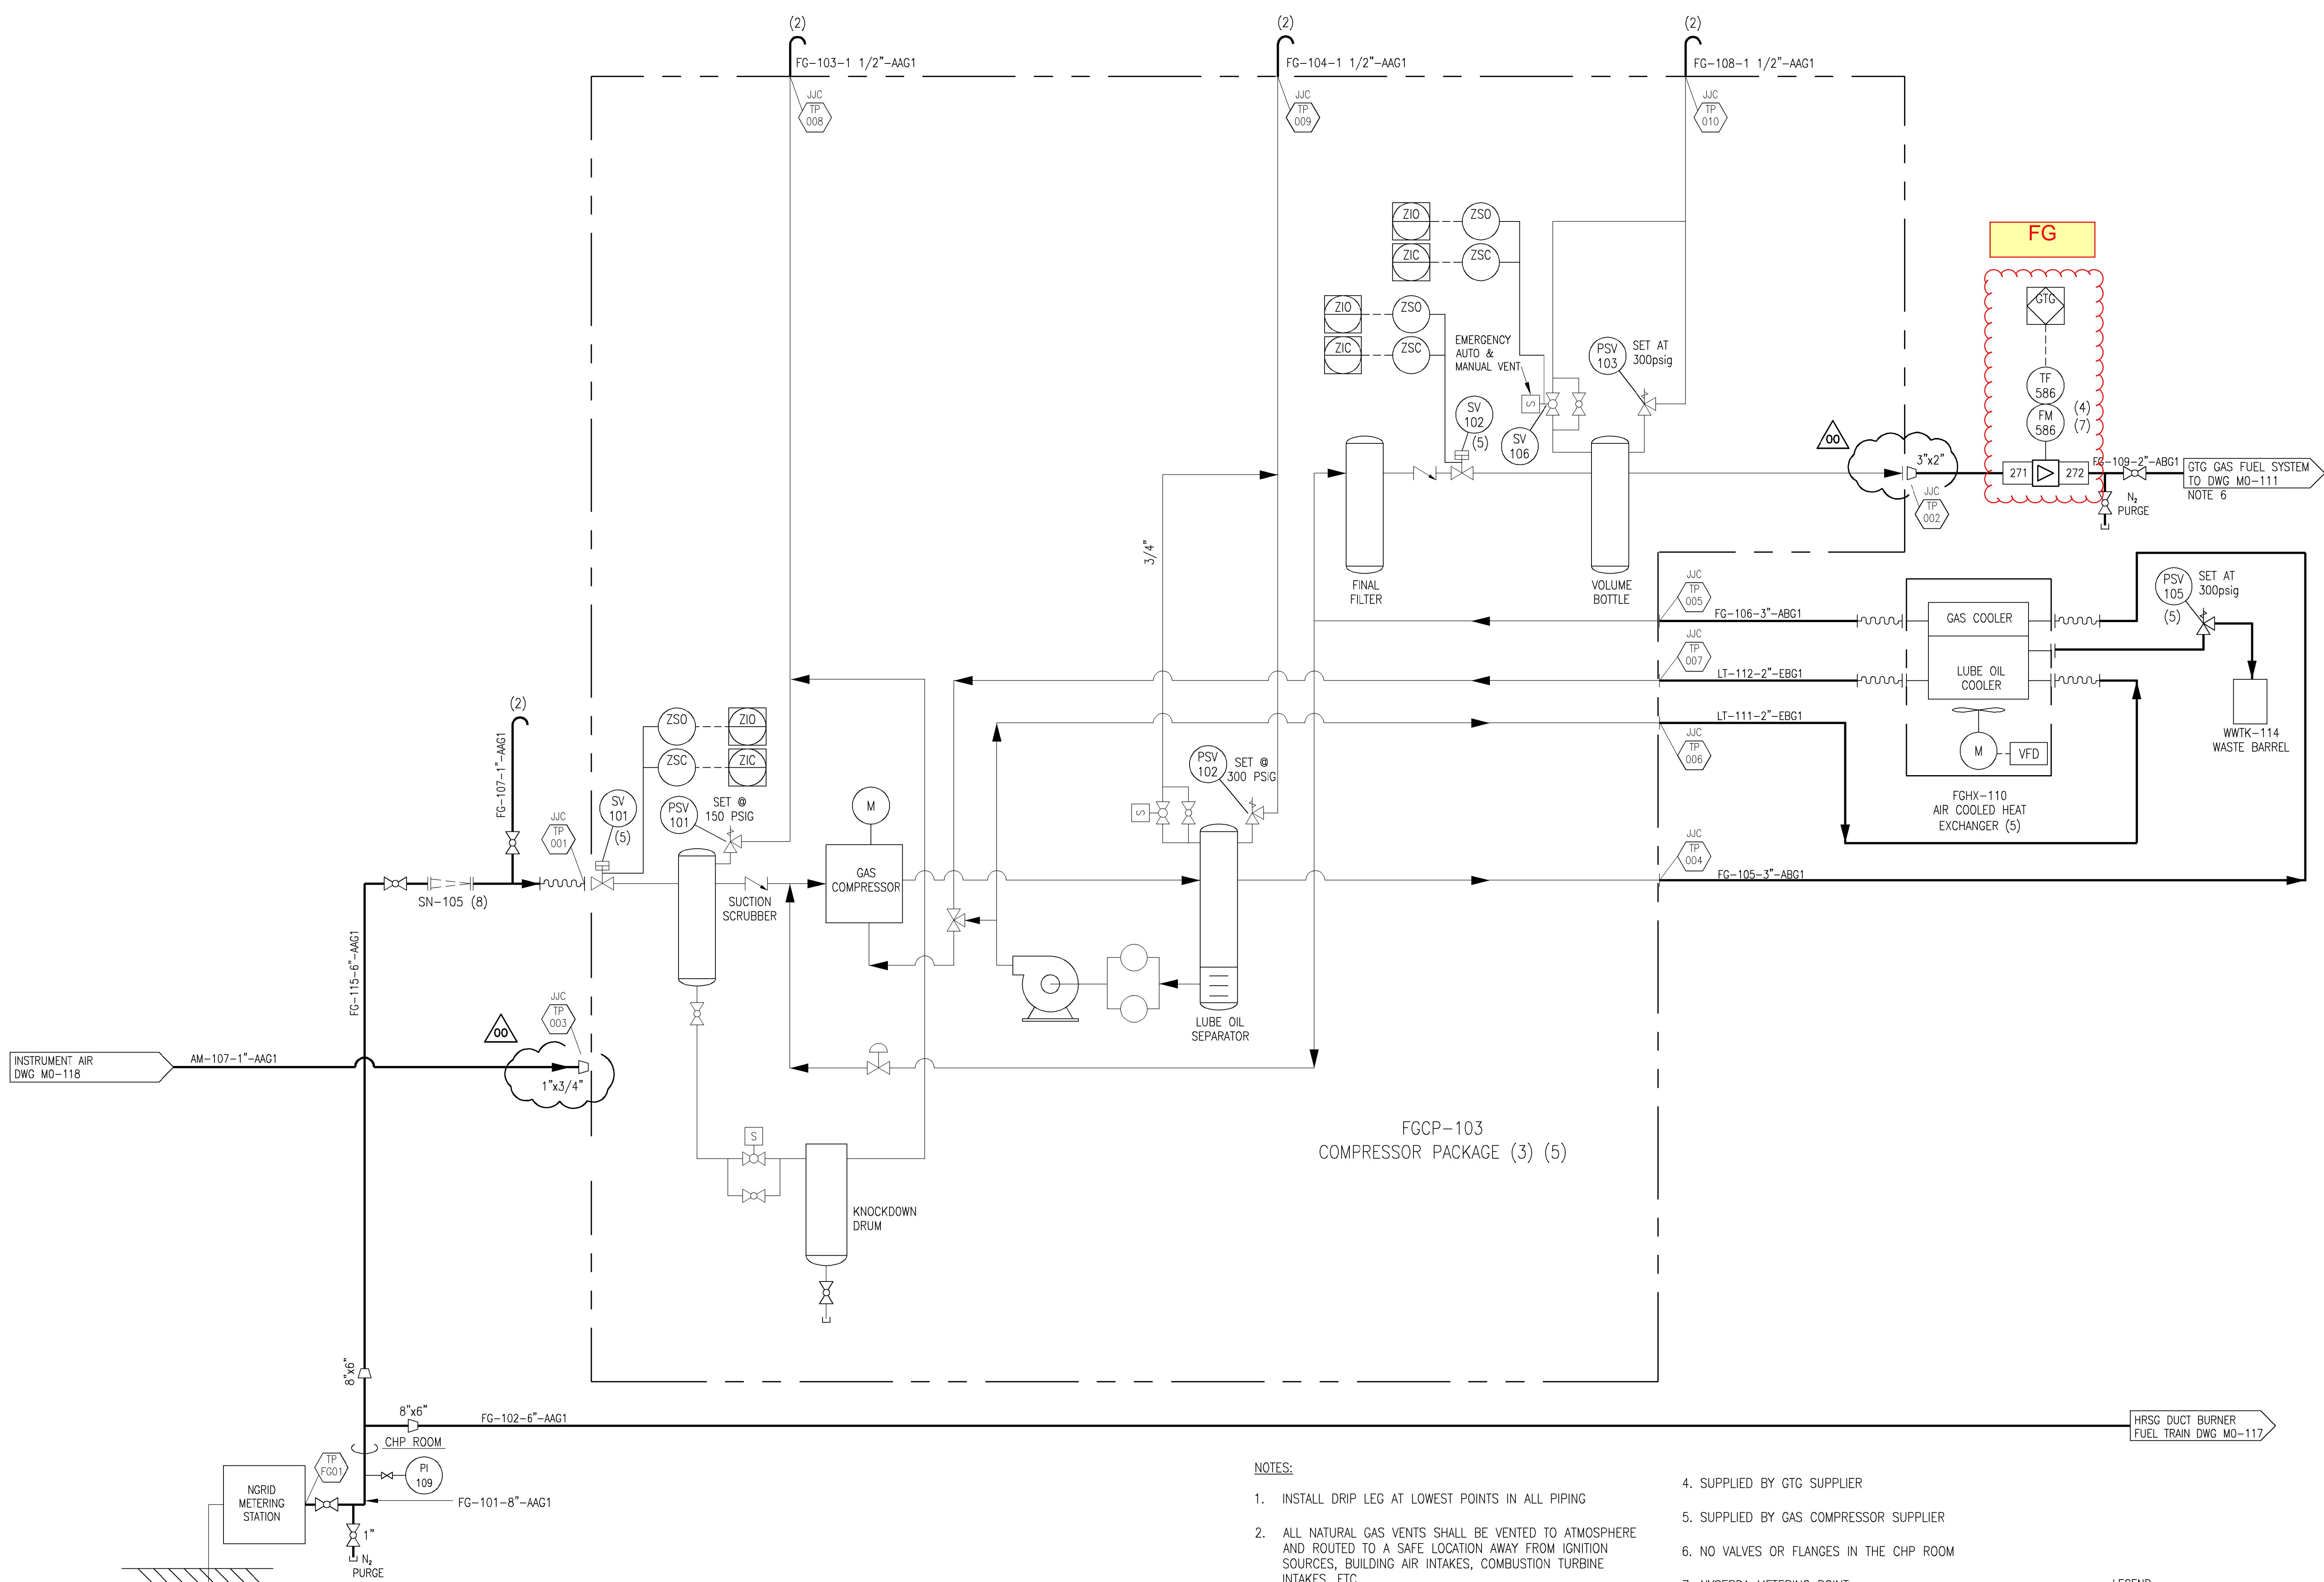 (2)
(2)
(2)
FG-103-1 1/2"-AAG1
FG-104-1 1/2"-AAG1
FG-108-1 1/2"-AAG1
JJC
TP
008
JJC
TP
009
JJC
TP
010
ZIO
ZSO
ZIC
ZSC
ZIO
ZSO
ZIC
ZSC
EMERGENCY
AUTO &
MANUAL VENT
S
SV
102
(5)
SV
106
PSV
103
SET AT
300psig
FG
GTG
TF
586
FM
586
(4)
(7)
00
3"x2"
271
272
FG-109-2"-ABG1
GTG GAS FUEL SYSTEM
TO DWG MO-111
NOTE 6
N2
PURGE
JJC
TP
002
3/4"
FINAL
FILTER
VOLUME
BOTTLE
JJC
TP
005
FG-106-3"-ABG1
GAS COOLER
PSV
105
(5)
SET AT
300psig
JJC
TP
007
LT-112-2"-EBG1
LUBE OIL
COOLER
LT-111-2"-EBG1
JJC
TP
006
M
VFD
WWTK-114
WASTE BARREL
FGHX-110
AIR COOLED HEAT
EXCHANGER (5)
JJC
TP
004
FG-105-3"-ABG1
(2)
FG-107-1"-AAG1
ZSO
ZIO
ZSC
ZIC
JJC
TP
001
SV
101
(5)
PSV
101
SET @
150 PSIG
M
GAS
COMPRESSOR
S
PSV
102
SET @
300 PSIG
SN-105 (8)
SUCTION
SCRUBBER
FG-115-6"-AAG1
LUBE OIL
SEPARATOR
JJC
TP
003
00
INSTRUMENT AIR
DWG MO-118
AM-107-1"-AAG1
1"x3/4"
S
KNOCKDOWN
DRUM
FGCP-103
COMPRESSOR PACKAGE (3) (5)
8"x6"
8"x6"
FG-102-6"-AAG1
HRSG DUCT BURNER
FUEL TRAIN DWG MO-117
CHP ROOM
TP
FG01
PI
109
NGRID
METERING
STATION
FG-101-8"-AAG1
1"
N2
PURGE
NOTES:
1. INSTALL DRIP LEG AT LOWEST POINTS IN ALL PIPING
2. ALL NATURAL GAS VENTS SHALL BE VENTED TO ATMOSPHERE
AND ROUTED TO A SAFE LOCATION AWAY FROM IGNITION
SOURCES, BUILDING AIR INTAKES, COMBUSTION TURBINE
INTAKES, ETC
4. SUPPLIED BY GTG SUPPLIER
5. SUPPLIED BY GAS COMPRESSOR SUPPLIER
6. NO VALVES OR FLANGES IN THE CHP ROOM